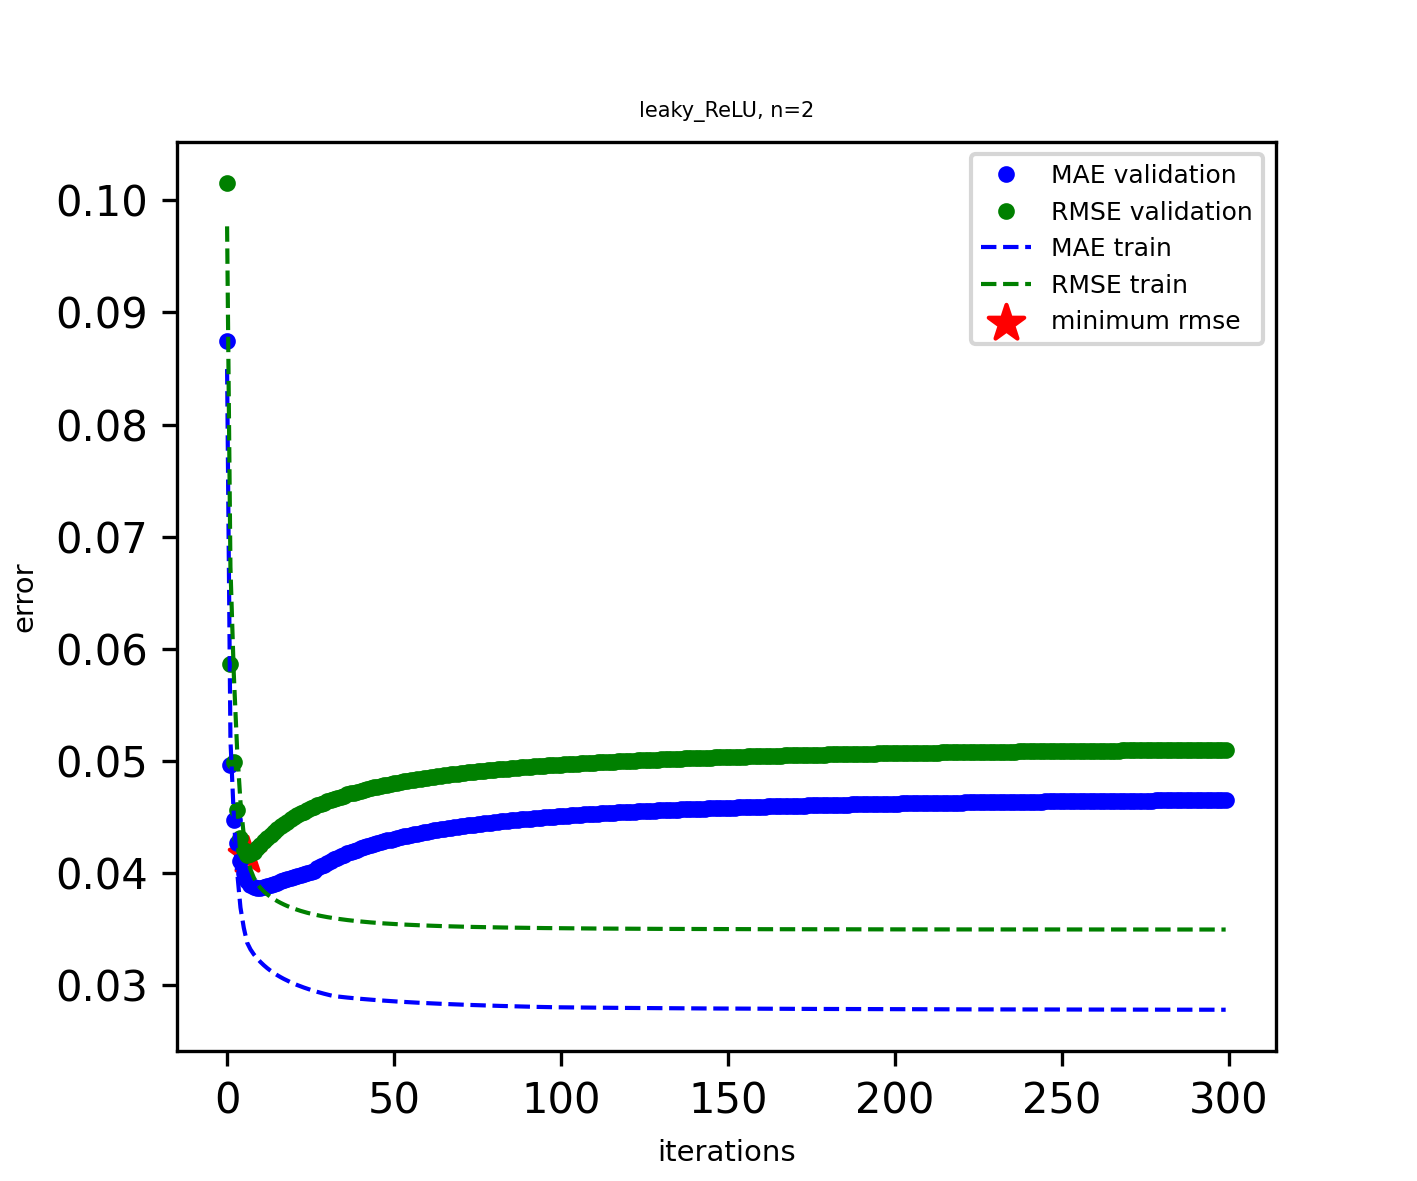 leaky_ReLU, n=2
MAE validation
RMSE validation
MAE train
RMSE train
minimum rmse
0.10
0.09
0.08
0.07
0.06
0.05
0.04
0.03
error
0 50 100 150 200 250 300
iterations